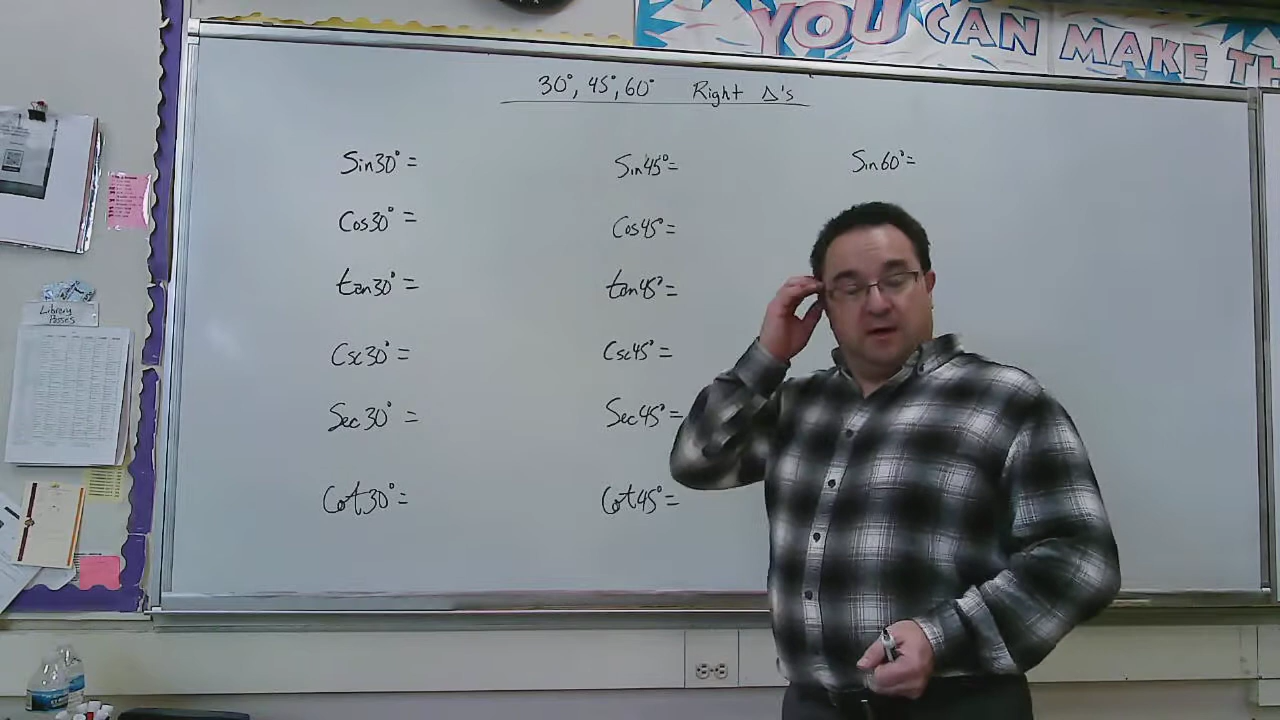 YOU CAN MAKE TH
30°, 45°, 60° Right Δ's
Sin30° =
Cos30° =
tan30° =
Csc30° =
Sec30° =
Cot30° =
Sin45° =
Cos45° =
tan45° =
Csc45° =
Sec45° =
Cot45° =
Sin60° =
Library
Passes